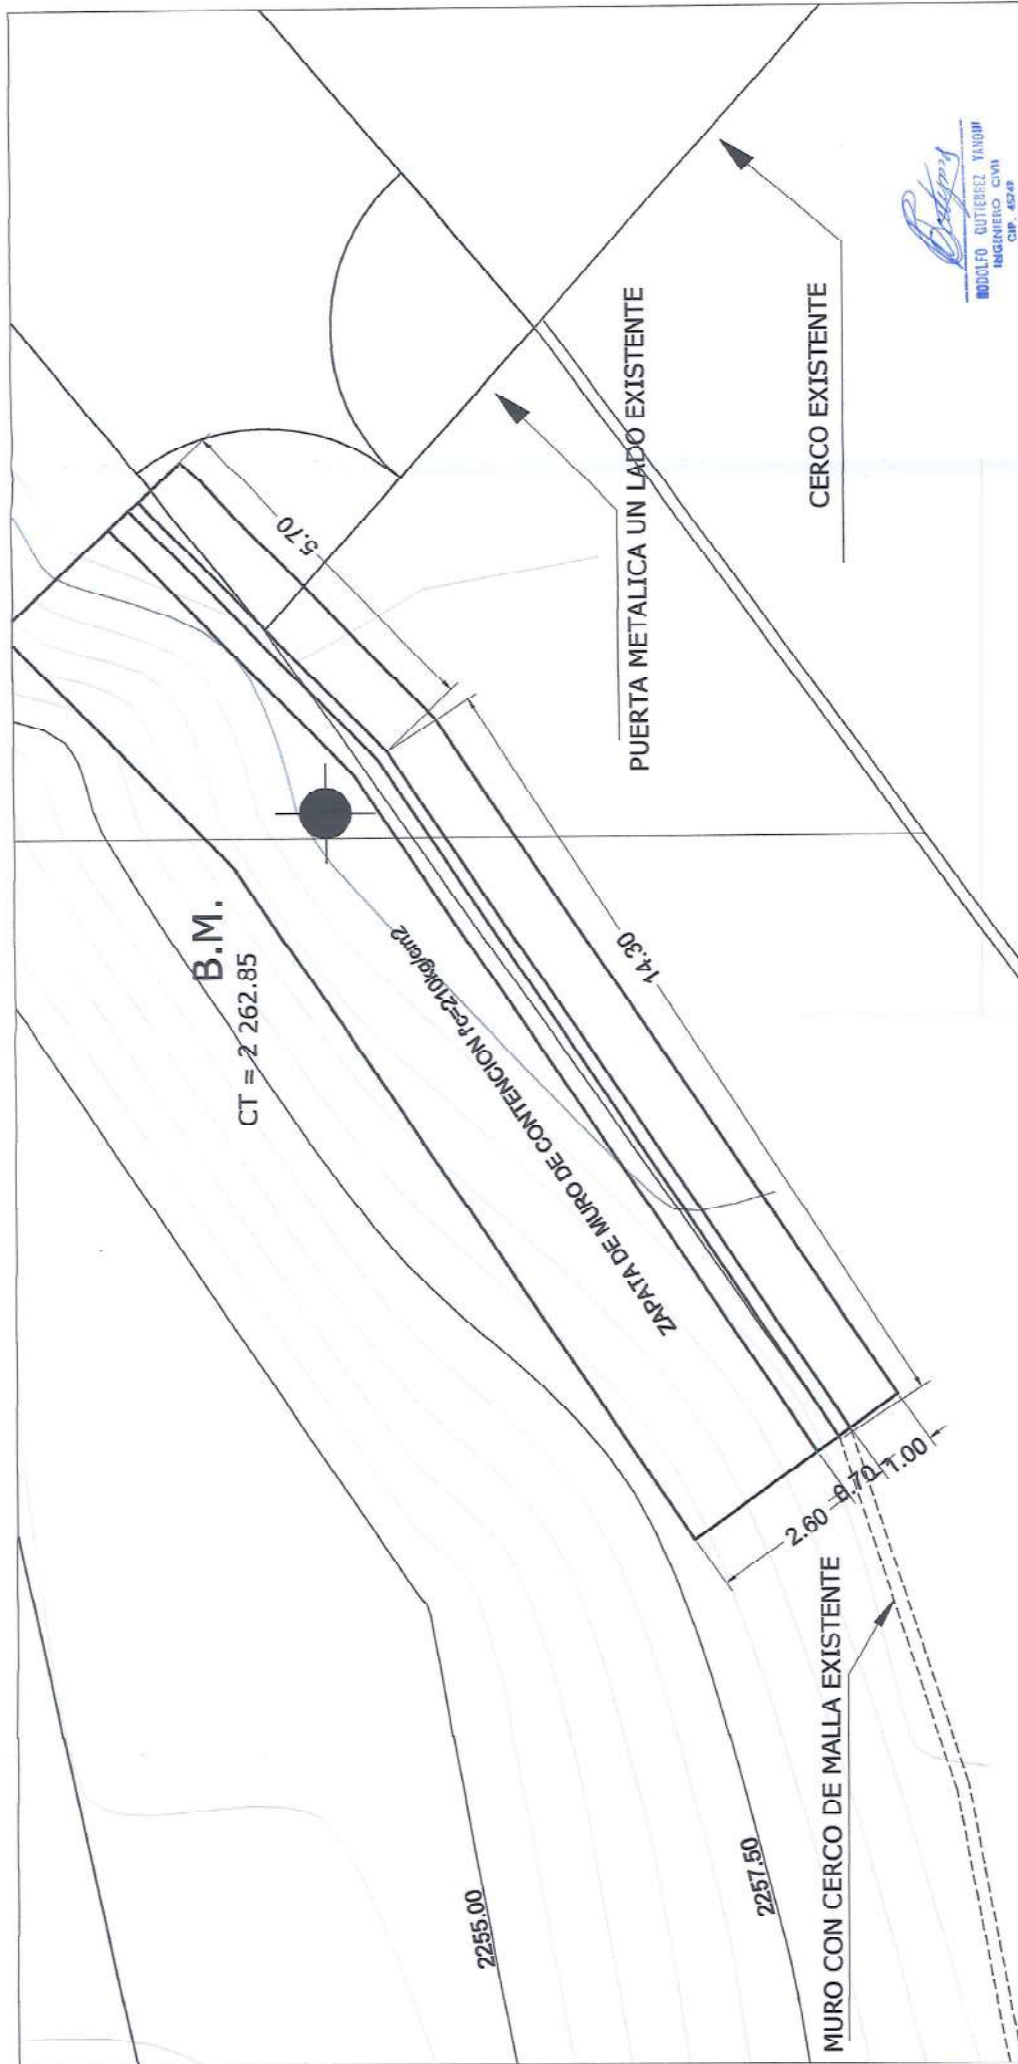 B.M.
CT = 2 262.85
5.70
14.30
ZAPATA DE MURO DE CONTENCION f'c=210kg/cm2
PUERTA METALICA UN LADO EXISTENTE
CERCO EXISTENTE
2.60
0.70
1.00
MURO CON CERCO DE MALLA EXISTENTE
2255.00
2257.50
RODOLFO GUTIERREZ YANQUI
INGENIERO CIVIL
CIP. 45749